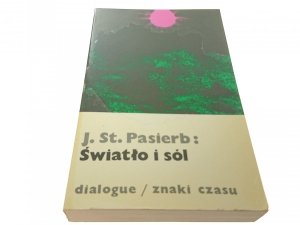 J. St. Pasierb:
Światło i sól
dialogue / znaki czasu